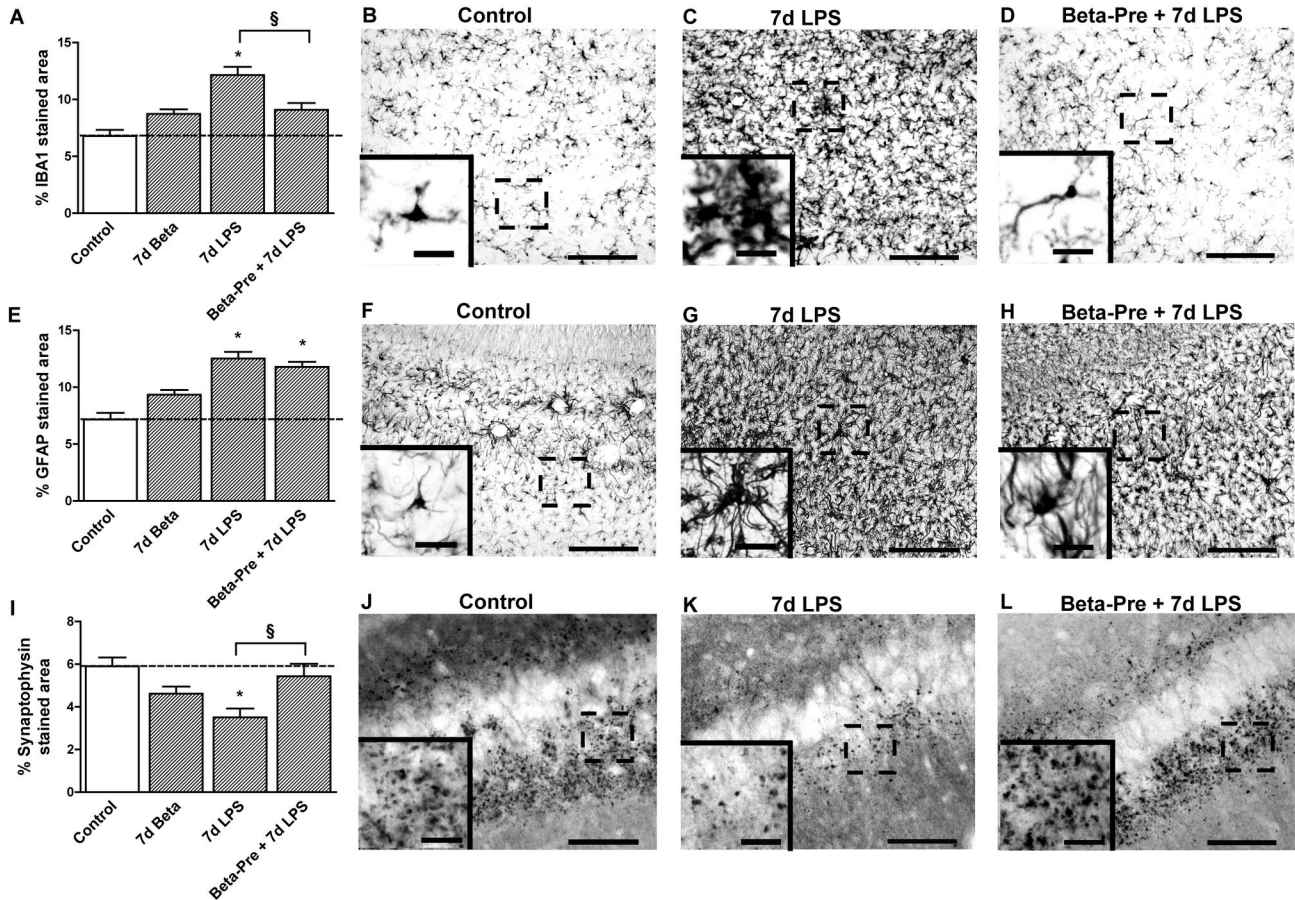 A
§
*
% IBA1 stained area
15
10
5
0
Control
7d Beta
7d LPS
Beta-Pre + 7d LPS
B
Control
C
7d LPS
D
Beta-Pre + 7d LPS
E
*
*
% GFAP stained area
15
10
5
0
Control
7d Beta
7d LPS
Beta-Pre + 7d LPS
F
Control
G
7d LPS
H
Beta-Pre + 7d LPS
I
§
*
% Synaptophysin
stained area
8
6
4
2
0
Control
7d Beta
7d LPS
Beta-Pre + 7d LPS
J
Control
K
7d LPS
L
Beta-Pre + 7d LPS